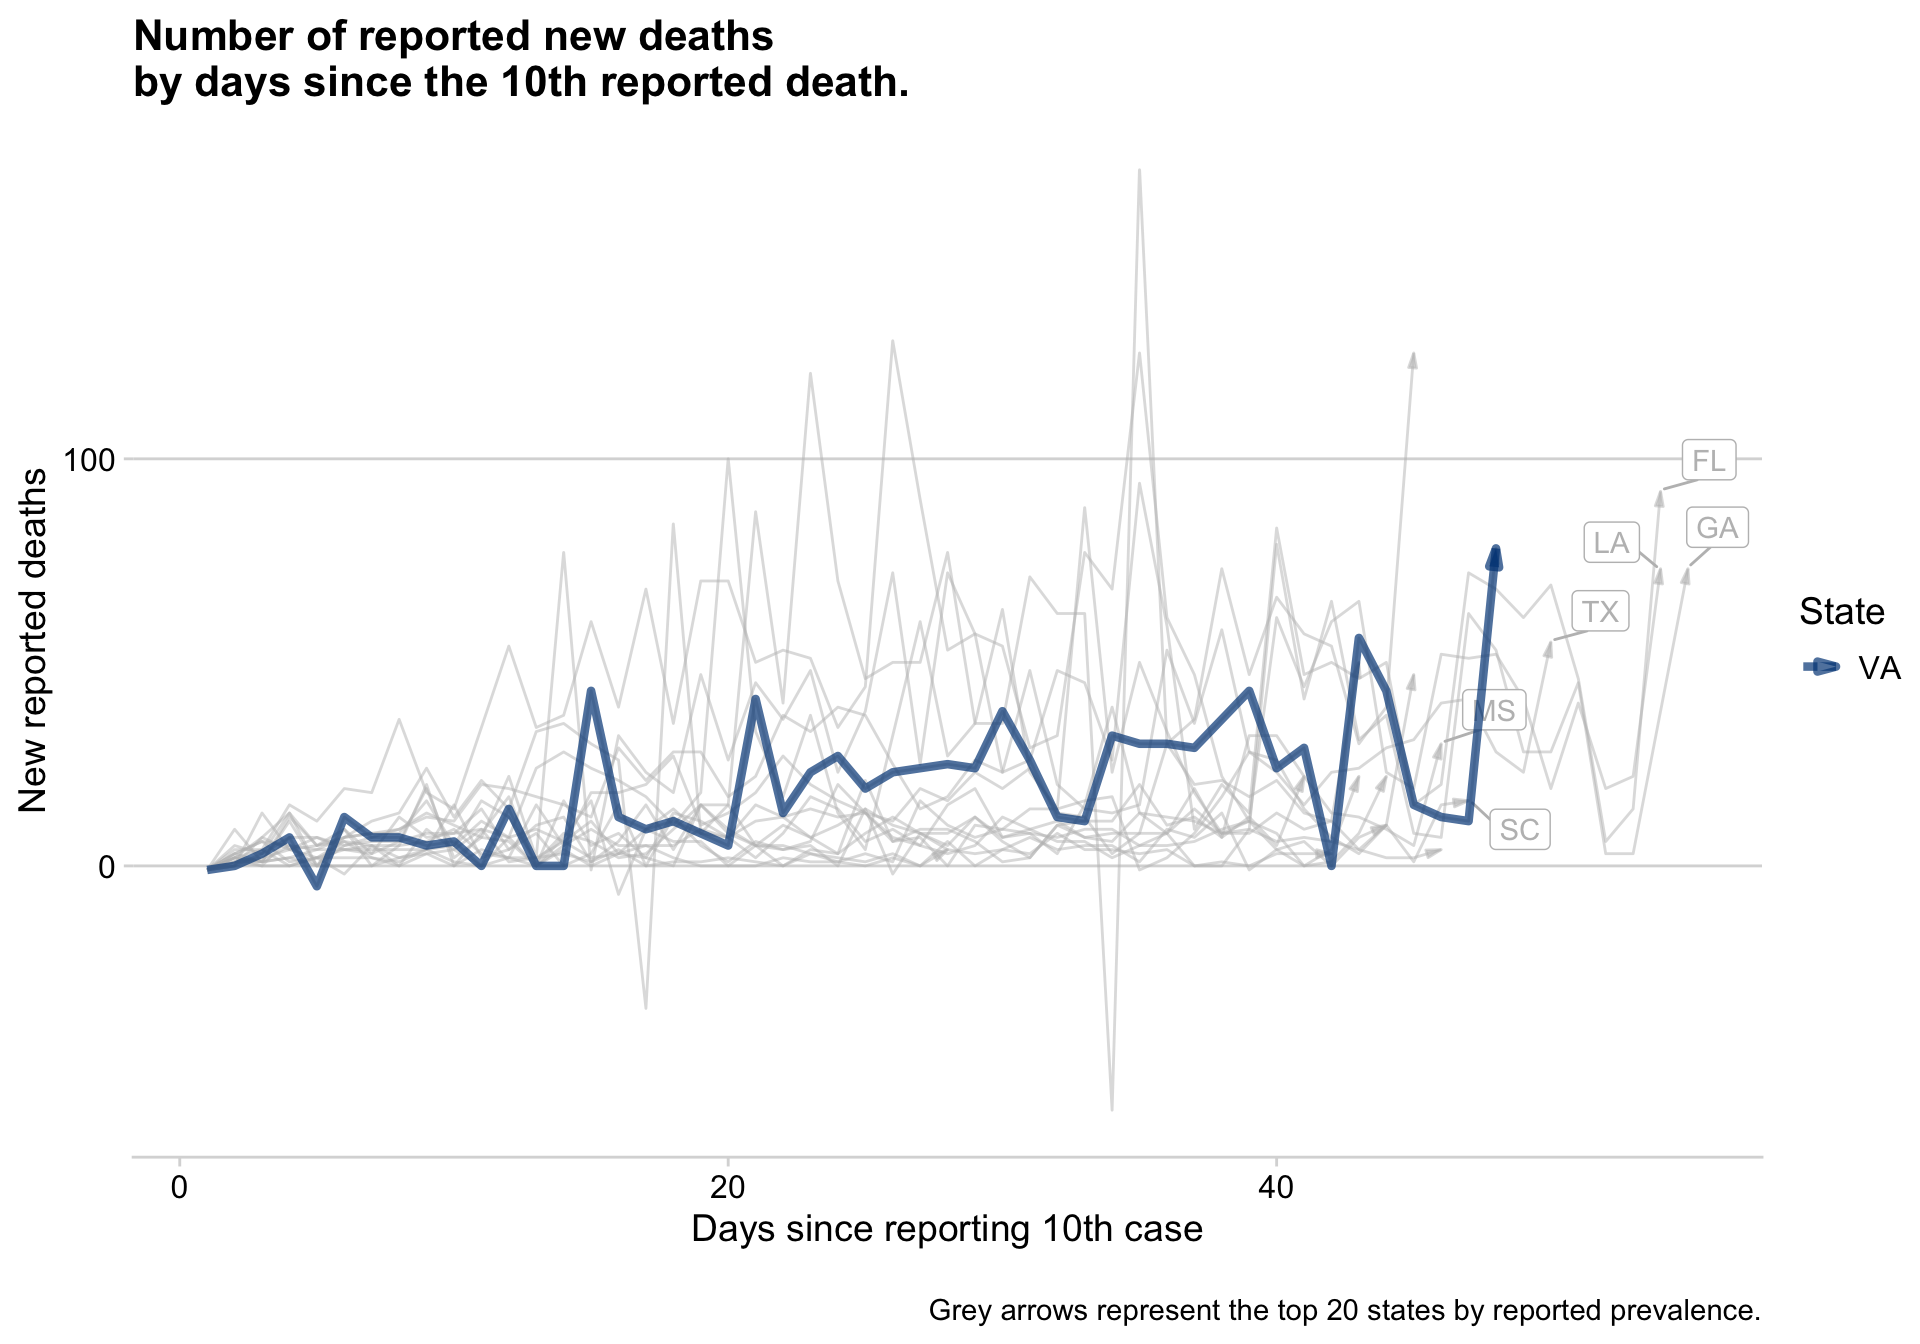 Number of reported new deaths
by days since the 10th reported death.
New reported deaths
100
0
FL
GA
LA
TX
MS
SC
State
VA
0 20 40
Days since reporting 10th case
Grey arrows represent the top 20 states by reported prevalence.